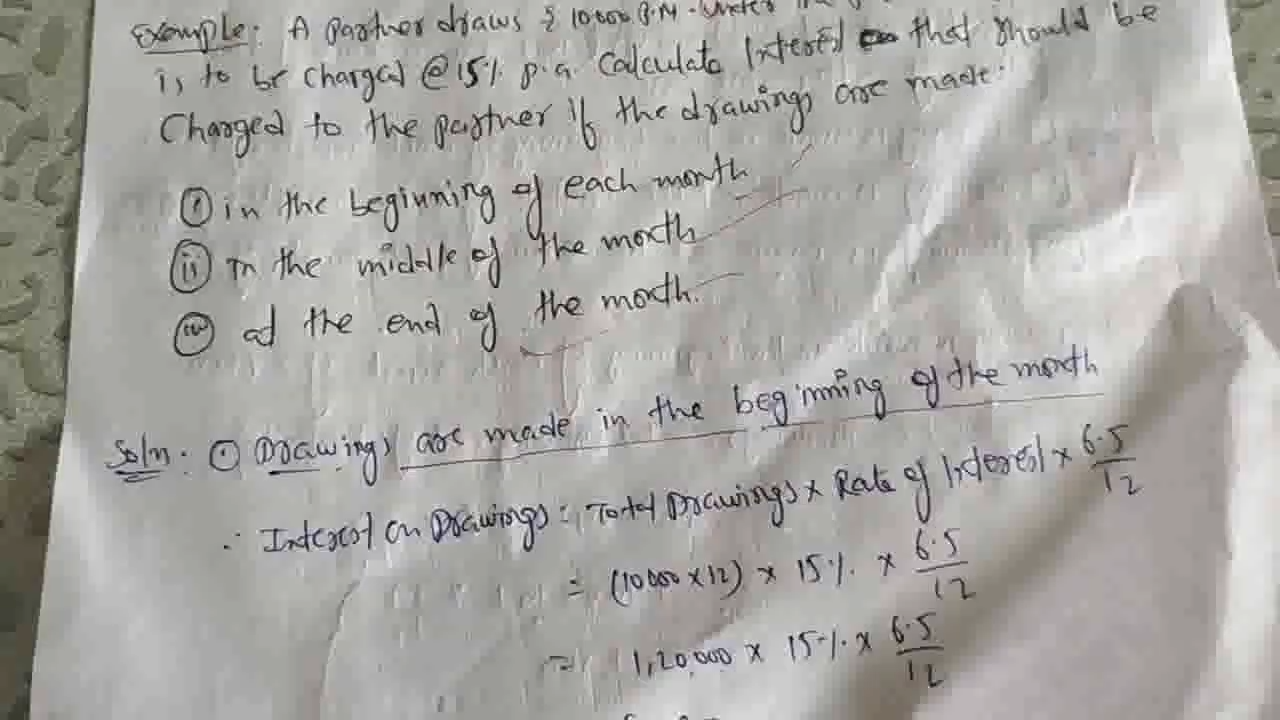 Example: A Partner draws ₹ 10000 P.M. Under the
is to be charged @ 15% p.a. Calculate Interest that should be
Charged to the partner if the drawings are made:
(i) in the beginning of each month
(ii) in the middle of the month
(iii) at the end of the month.
Soln: (i) Drawings are made in the beginning of the month
∴ Interest on Drawings = Total Drawings x Rate of Interest x 6.5/12
= (10000 x 12) x 15% x 6.5/12
= 1,20,000 x 15% x 6.5/12